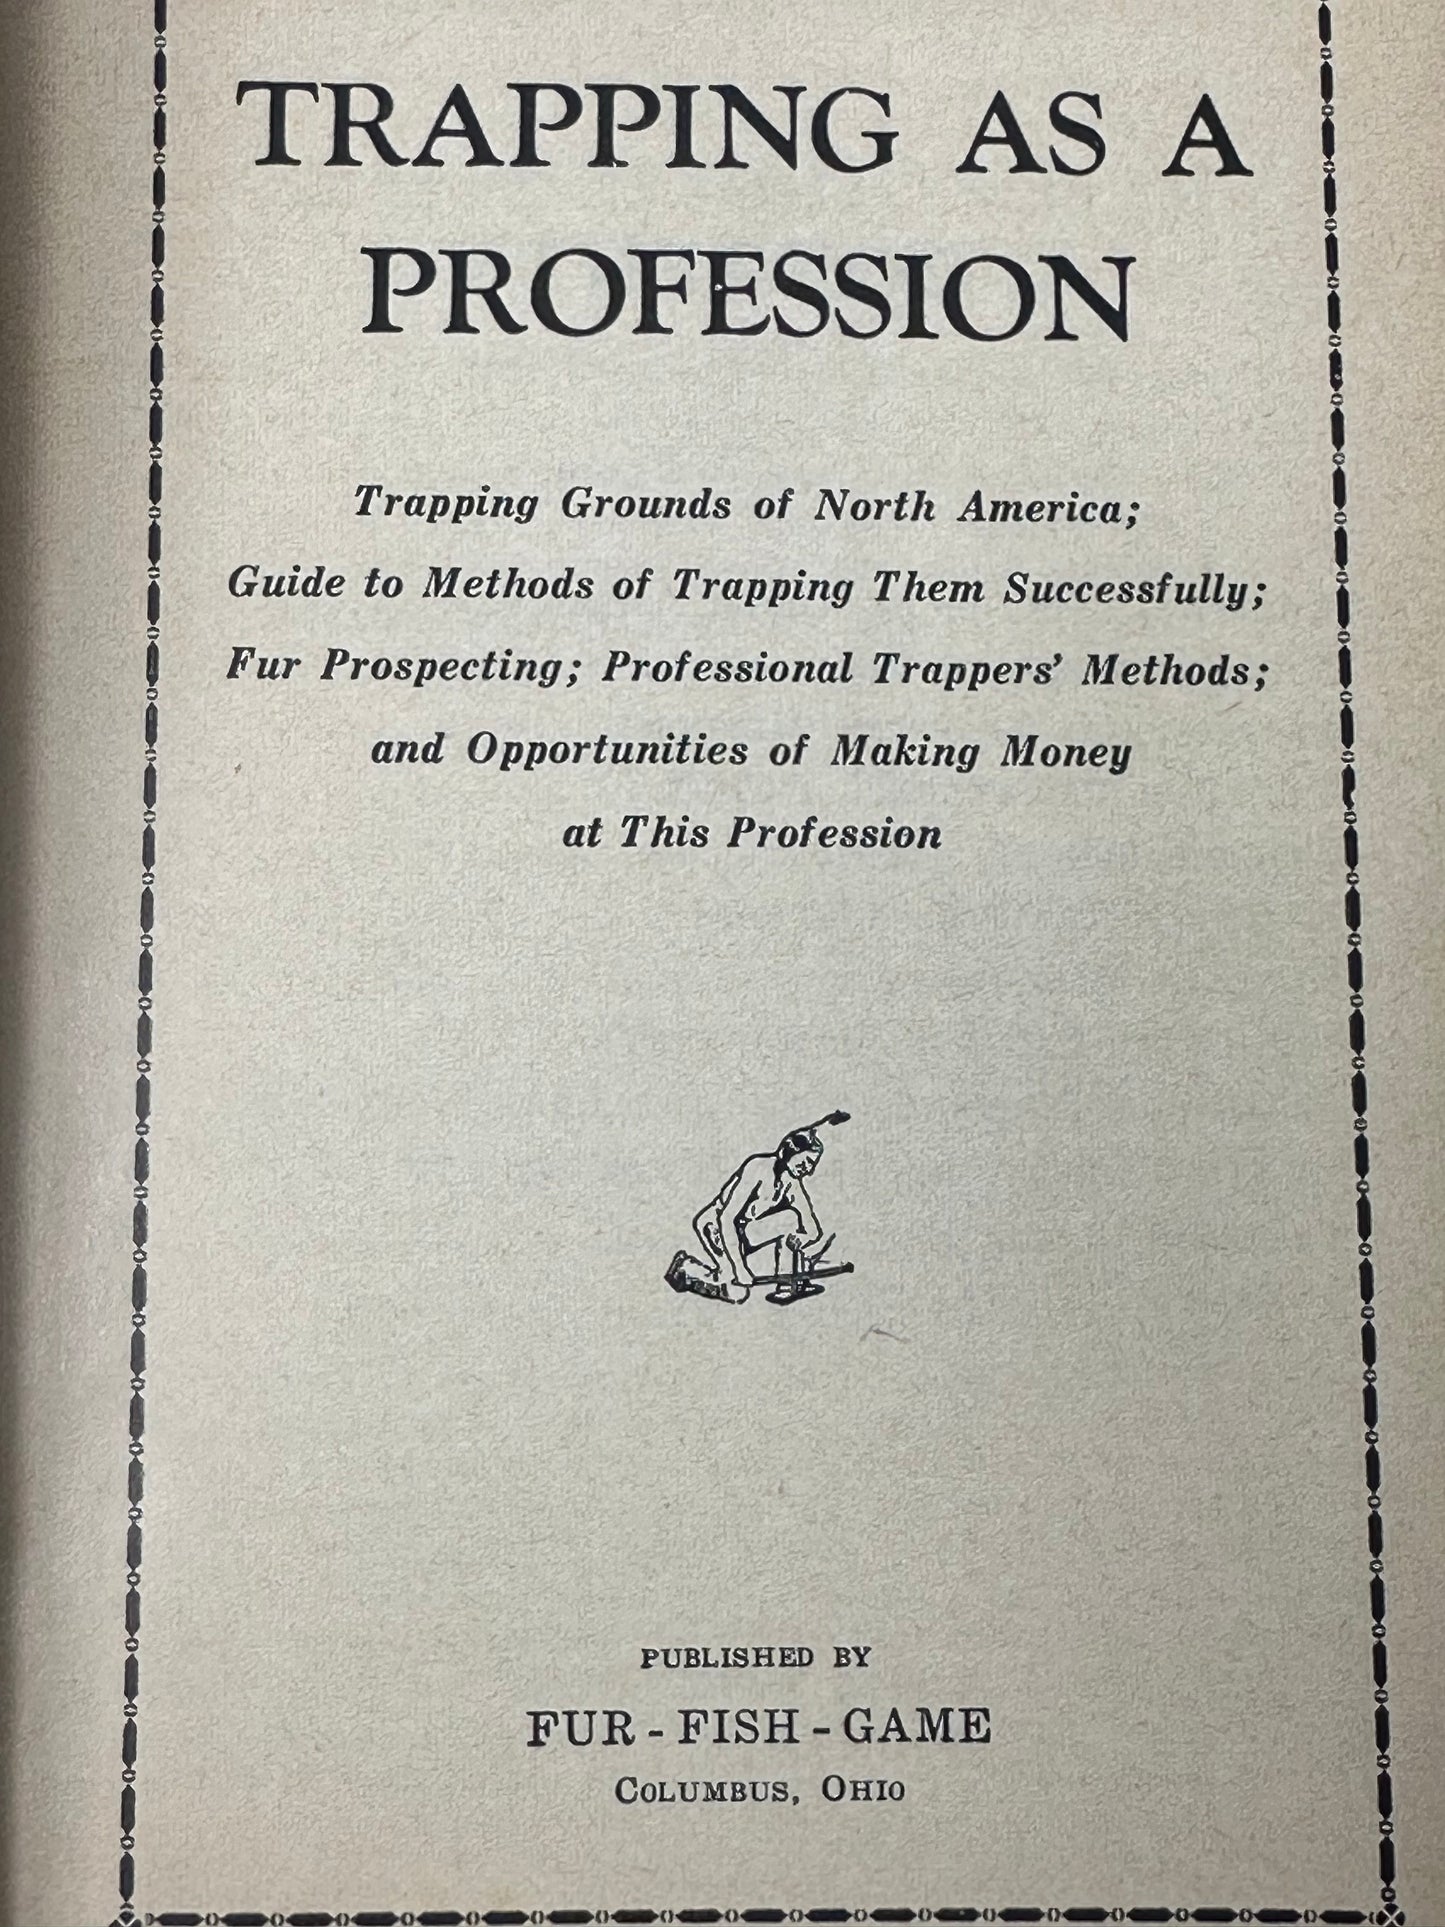 TRAPPING AS A
PROFESSION
Trapping Grounds of North America;
Guide to Methods of Trapping Them Successfully;
Fur Prospecting; Professional Trappers’ Methods;
and Opportunities of Making Money
at This Profession
PUBLISHED BY
FUR - FISH - GAME
COLUMBUS, OHIO